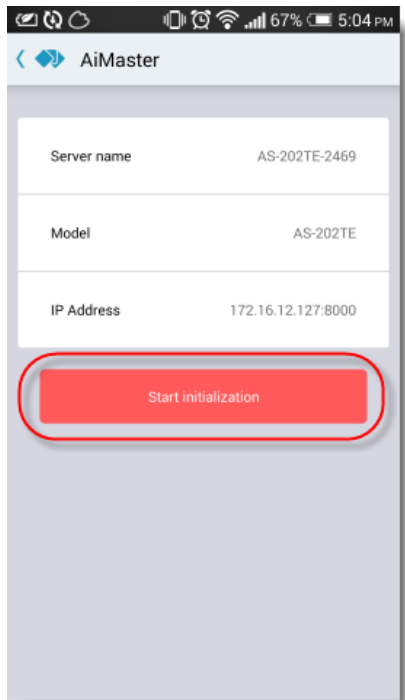 67% 5:04 PM
AiMaster
Server name AS-202TE-2469
Model AS-202TE
IP Address 172.16.12.127:8000
Start initialization